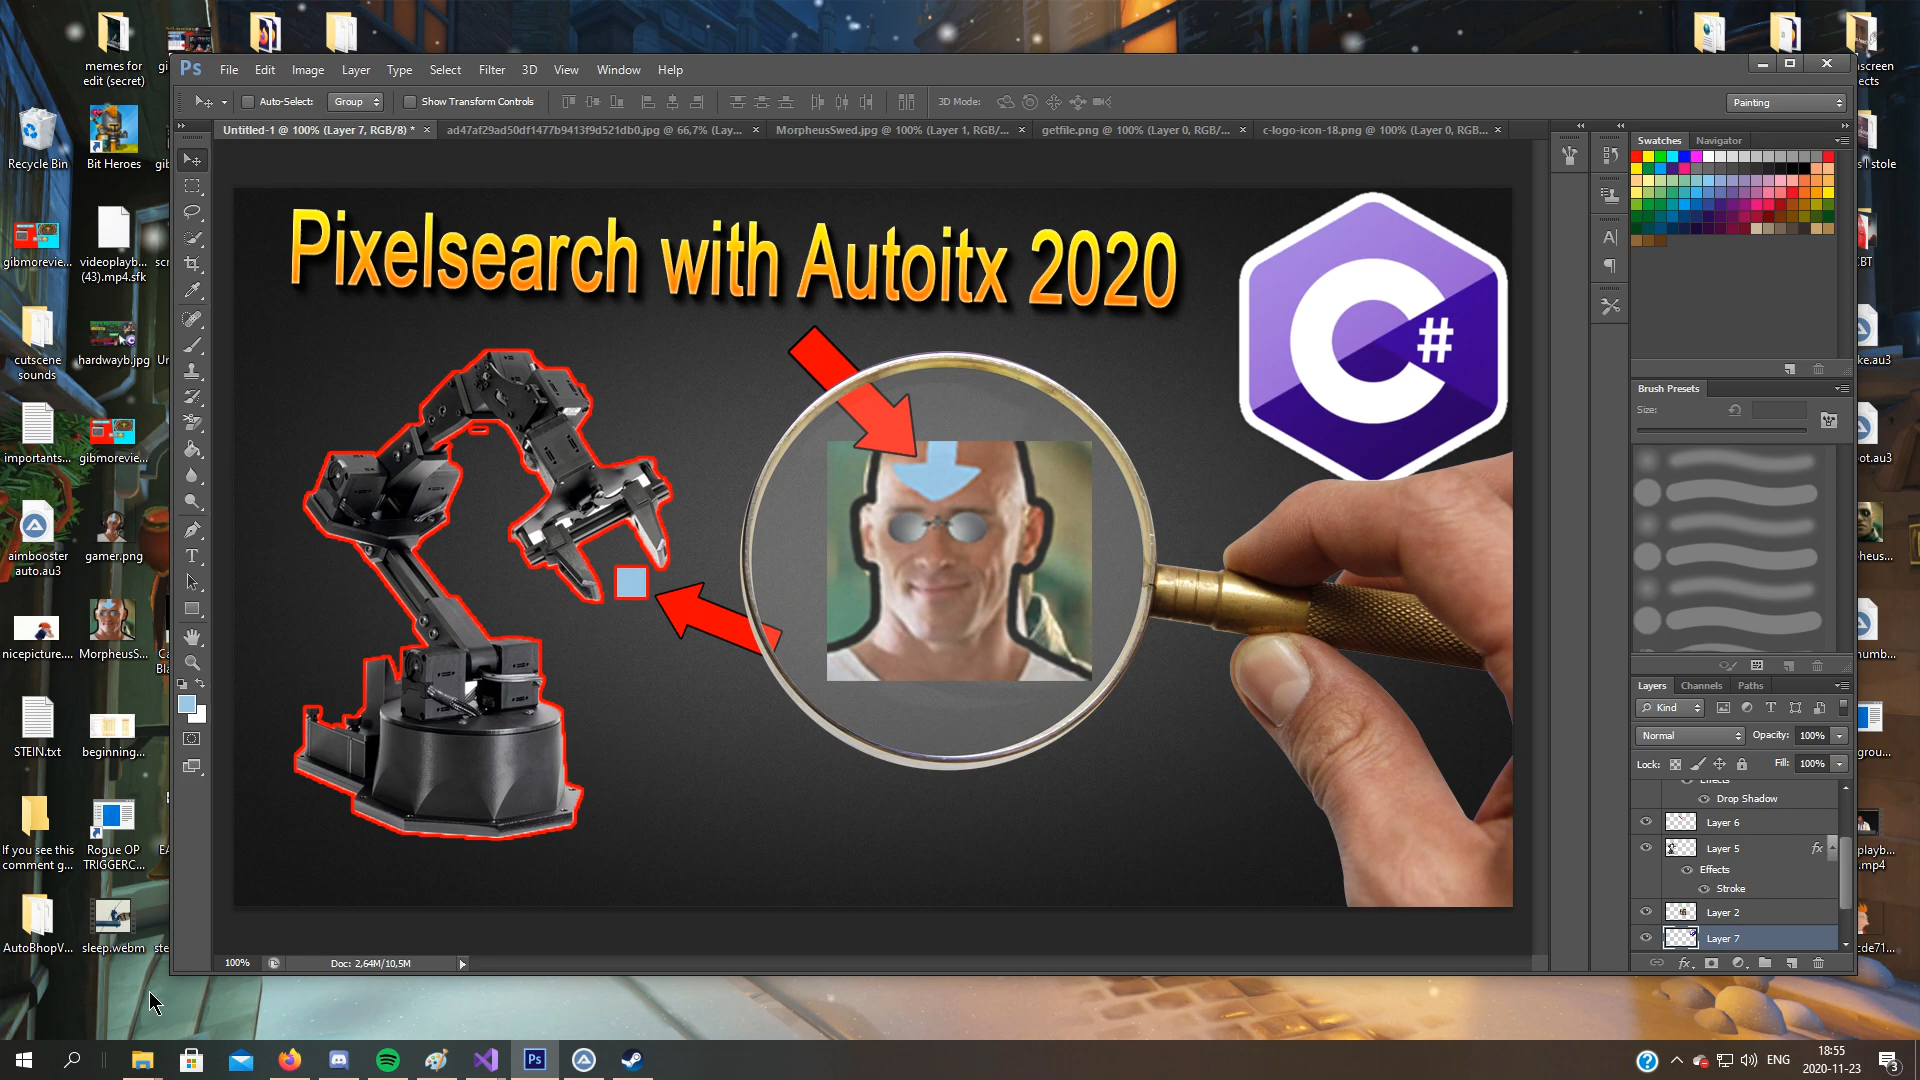 memes for
edit (secret)
Recycle Bin
Bit Heroes
gibmorevie...
videoplayb...
(43).mp4.sfk
cutscene
sounds
hardwayb.jpg
importants...
gibmorevie...
aimbooster
auto.au3
gamer.png
nicepicture....
MorpheusS...
STEIN.txt
beginning...
If you see this
comment g...
Rogue OP
TRIGGERC...
AutoBhopV...
sleep.webm
Ps
File Edit Image Layer Type Select Filter 3D View Window Help
Auto-Select: Group Show Transform Controls 3D Mode: Painting
Untitled-1 @ 100% (Layer 7, RGB/8) * ×
ad47af29ad50df1477b9413f9d521db0.jpg @ 66,7% (Lay... ×
MorpheusSwed.jpg @ 100% (Layer 1, RGB/... ×
getfile.png @ 100% (Layer 0, RGB/... ×
c-logo-icon-18.png @ 100% (Layer 0, RGB... ×
Pixelsearch with Autoitx 2020
C#
Swatches Navigator
Brush Presets
Size:
Layers Channels Paths
Kind
Normal Opacity: 100%
Lock: Fill: 100%
Effects
Drop Shadow
Layer 6
Layer 5 fx
Effects
Stroke
Layer 2
Layer 7
100% Doc: 2,64M/10,5M
ENG
18:55
2020-11-23
3